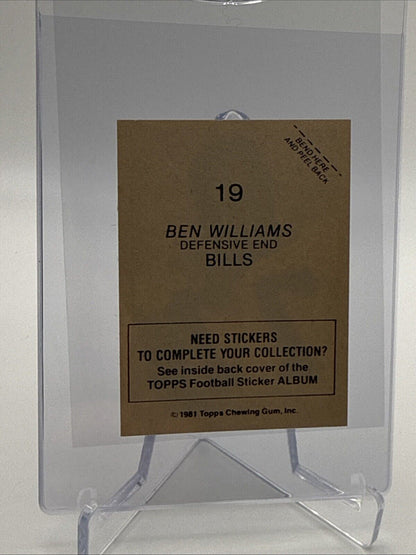 BEND HERE
AND PEEL BACK
19
BEN WILLIAMS
DEFENSIVE END
BILLS
NEED STICKERS
TO COMPLETE YOUR COLLECTION?
See inside back cover of the
TOPPS Football Sticker ALBUM
© 1981 Topps Chewing Gum, Inc.